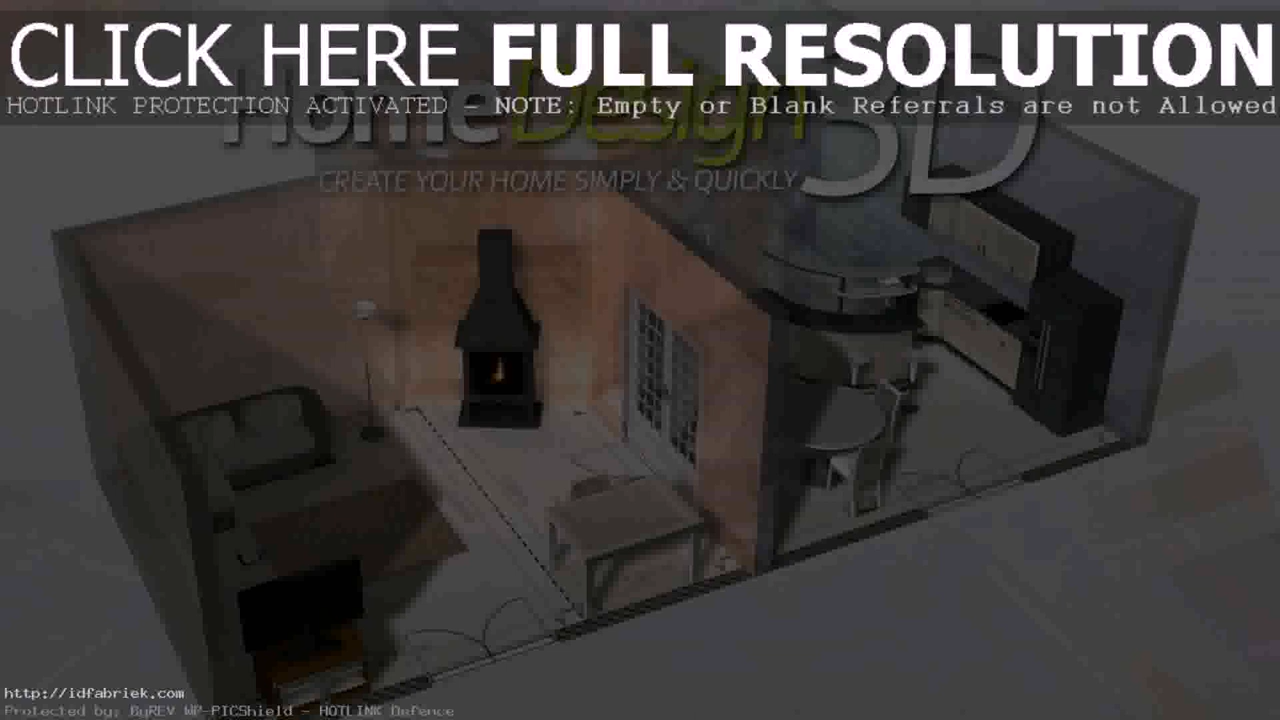 CLICK HERE FULL RESOLUTION
HOTLINK PROTECTION ACTIVATED – NOTE: Empty or Blank Referrals are not Allowed
HomeDesign 3D
CREATE YOUR HOME SIMPLY & QUICKLY
http://idfabriek.com
Protected by: ByREV WP-PICShield – HOTLINK Defence